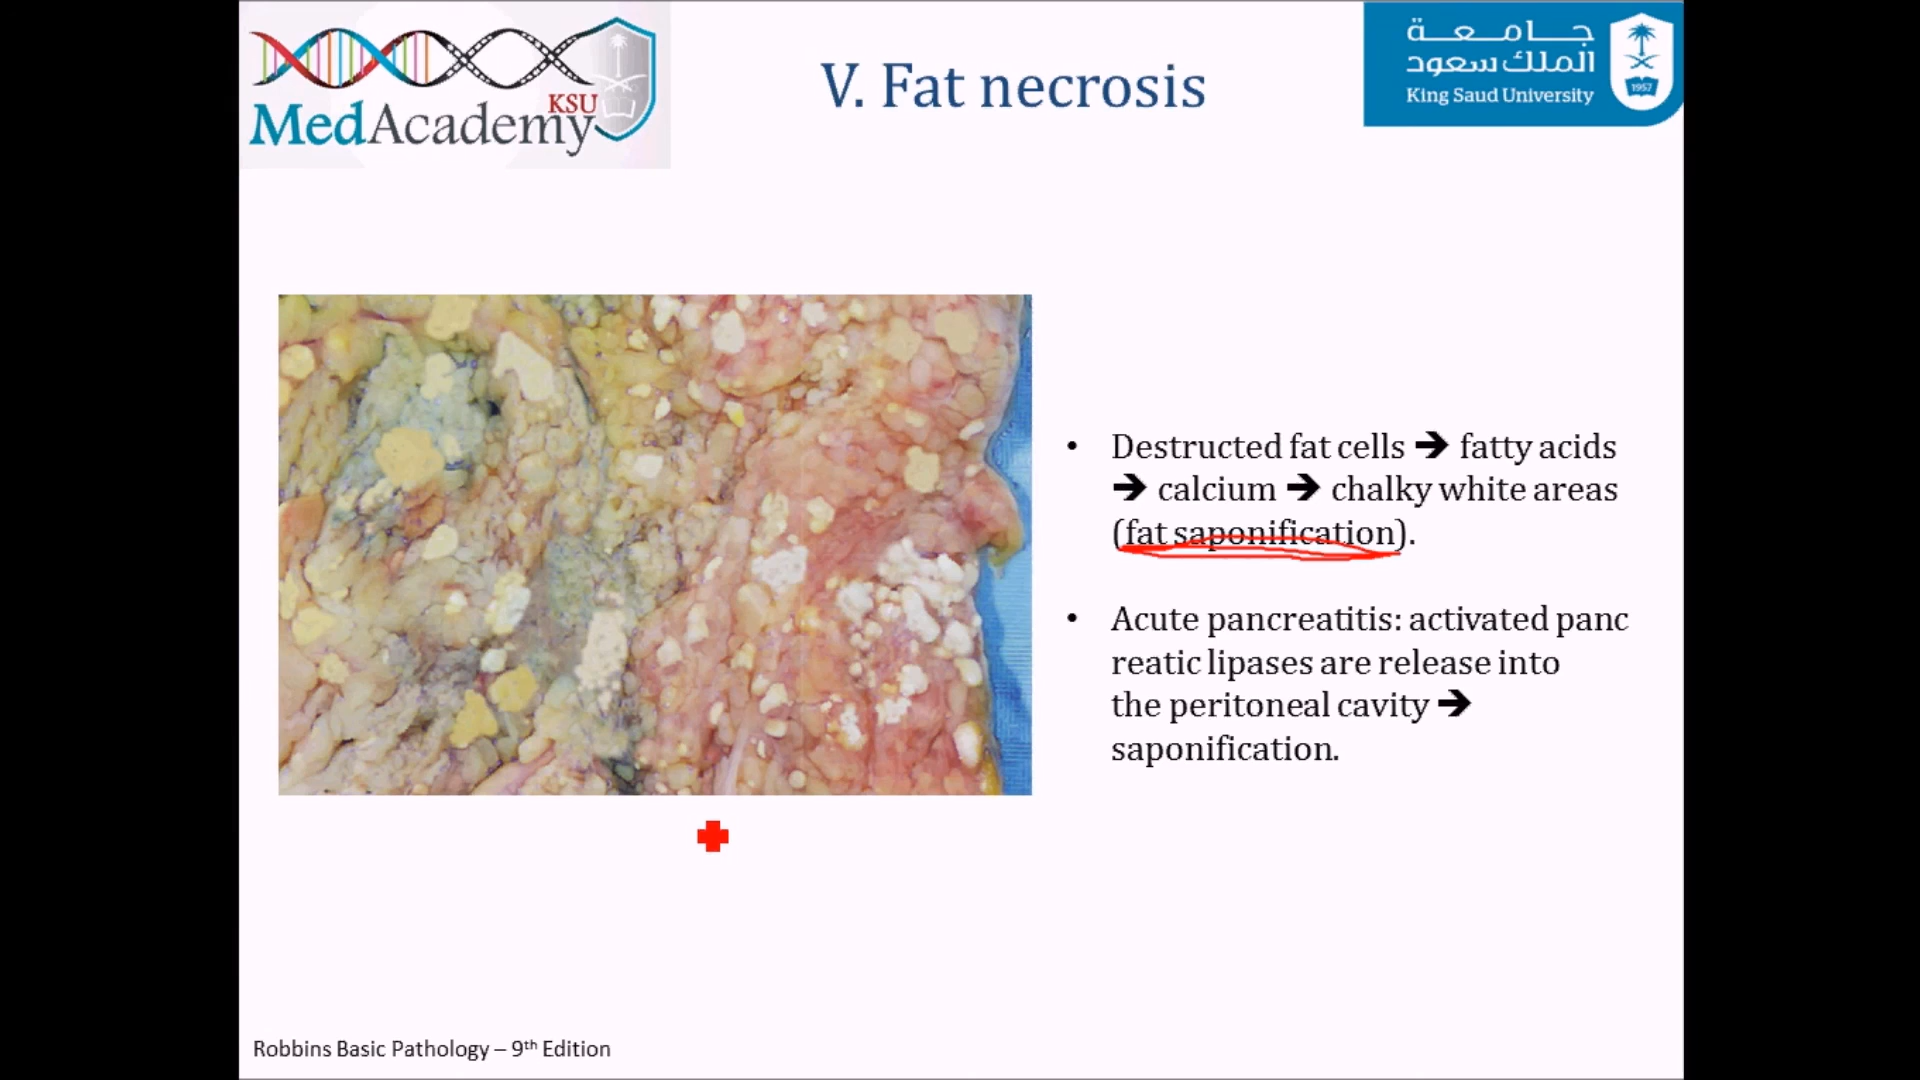 KSU
MedAcademy
V. Fat necrosis
جامعة
الملك سعود
King Saud University
1957
• Destructed fat cells ➔ fatty acids
➔ calcium ➔ chalky white areas
(fat saponification).
• Acute pancreatitis: activated panc
reatic lipases are release into
the peritoneal cavity ➔
saponification.
Robbins Basic Pathology – 9th Edition